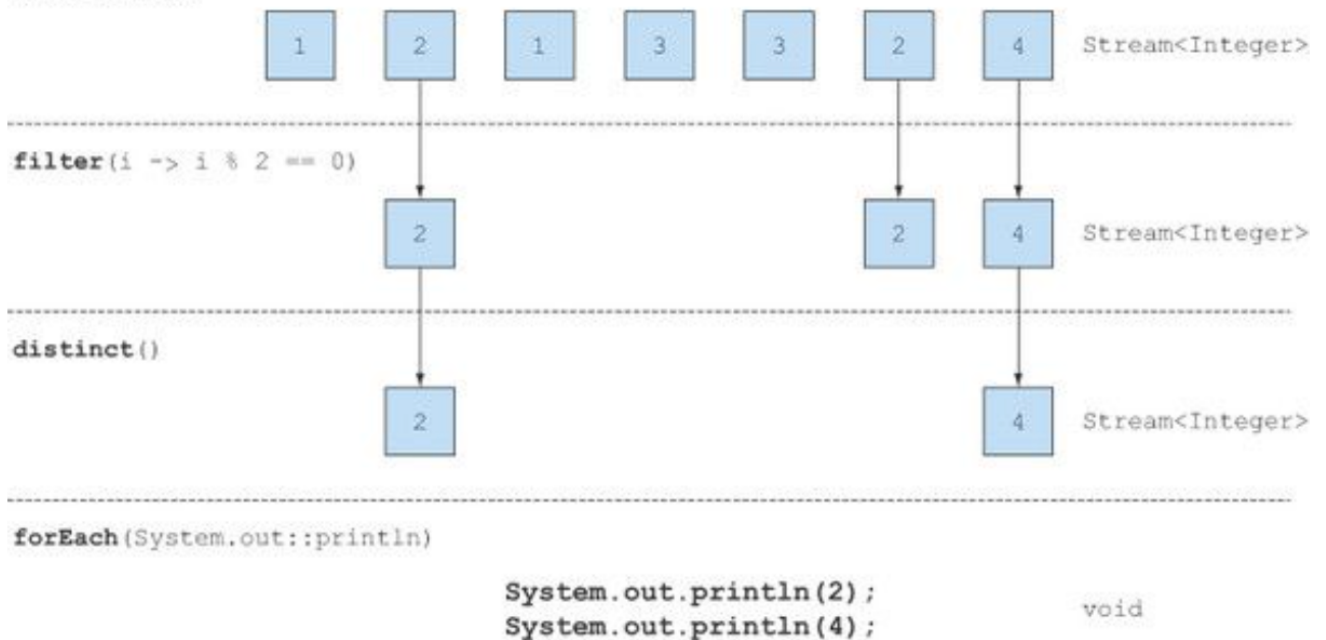 1 2 1 3 3 2 4 Stream<Integer>
filter(i -> i % 2 == 0)
2 2 4 Stream<Integer>
distinct()
2 4 Stream<Integer>
forEach(System.out::println)
System.out.println(2);
System.out.println(4);
void